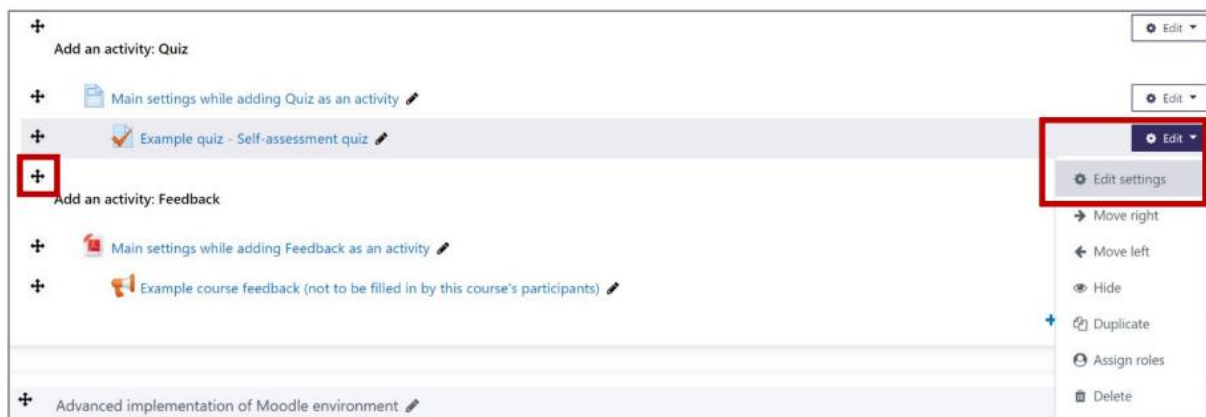 Edit
Add an activity: Quiz
Main settings while adding Quiz as an activity
Edit
Example quiz - Self-assessment quiz
Edit
Edit settings
Add an activity: Feedback
Move right
Main settings while adding Feedback as an activity
Move left
Example course feedback (not to be filled in by this course's participants)
Hide
Duplicate
Assign roles
Advanced implementation of Moodle environment
Delete